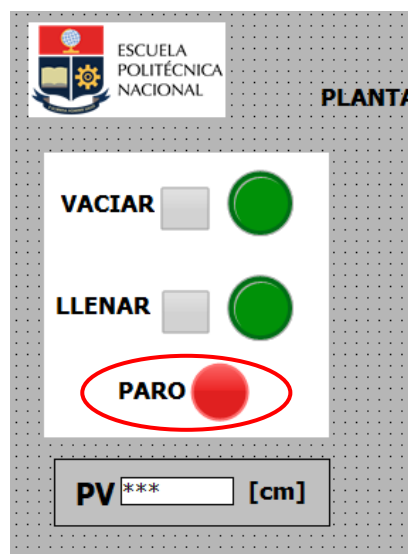 ESCUELA
POLITÉCNICA
NACIONAL
PLANTA
VACIAR
LLENAR
PARO
PV *** [cm]